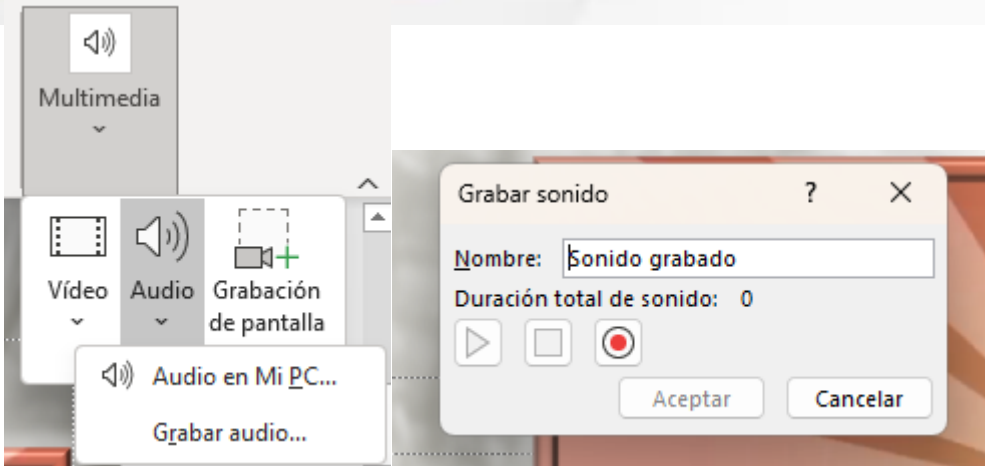 Multimedia
Vídeo
Audio
Grabación
de pantalla
Audio en Mi PC...
Grabar audio...
Grabar sonido
?
Nombre: Sonido grabado
Duración total de sonido: 0
Aceptar
Cancelar